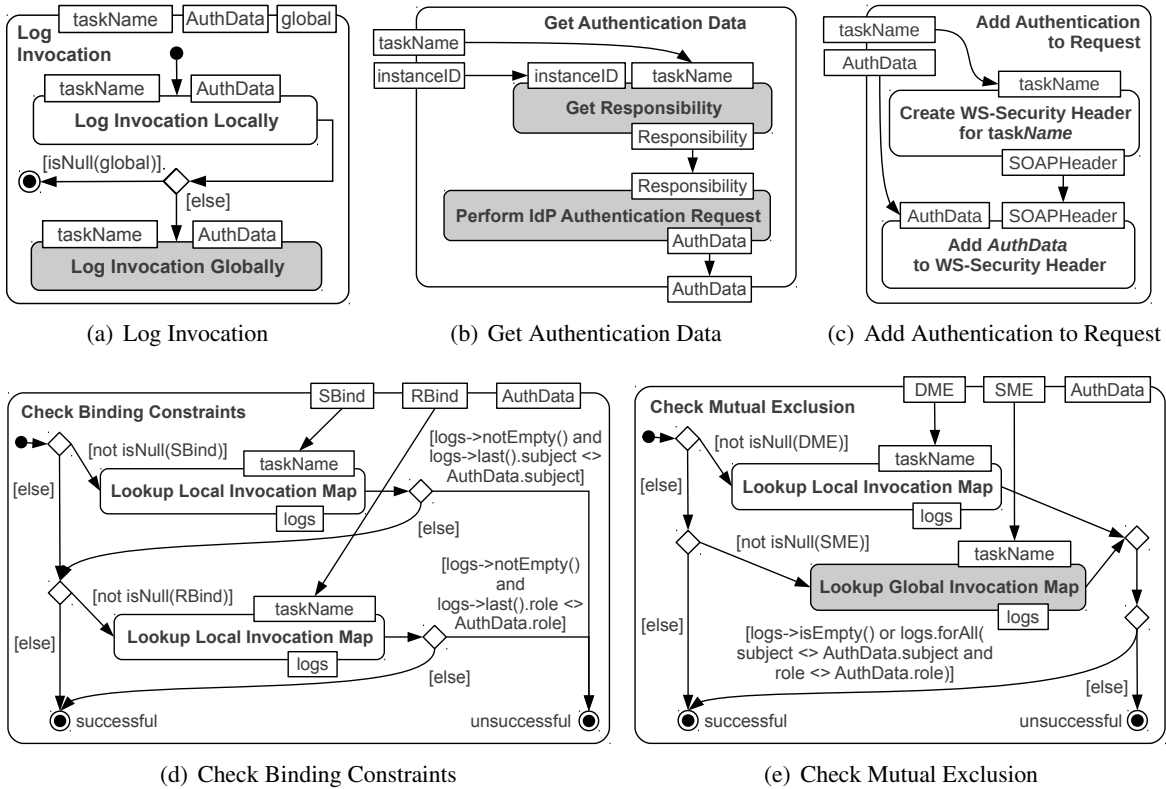 taskName
AuthData
global
Log
Invocation
taskName
AuthData
Log Invocation Locally
[isNull(global)].
[else]
taskName
AuthData
Log Invocation Globally
(a) Log Invocation
Get Authentication Data
taskName
instanceID
instanceID
taskName
Get Responsibility
Responsibility
Responsibility
Perform IdP Authentication Request
AuthData
AuthData
(b) Get Authentication Data
Add Authentication
to Request
taskName
AuthData
taskName
Create WS-Security Header
for taskName
SOAPHeader
AuthData
SOAPHeader
Add AuthData
to WS-Security Header
(c) Add Authentication to Request
SBind
RBind
AuthData
Check Binding Constraints
[not isNull(SBind)]
taskName
Lookup Local Invocation Map
logs
[logs->notEmpty() and
logs->last().subject <>
AuthData.subject]
[else]
[else]
[not isNull(RBind)]
taskName
Lookup Local Invocation Map
logs
[logs->notEmpty()
and
logs->last().role <>
AuthData.role]
[else]
[else]
successful
unsuccessful
(d) Check Binding Constraints
DME
SME
AuthData
Check Mutual Exclusion
[not isNull(DME)]
taskName
Lookup Local Invocation Map
logs
[else]
[not isNull(SME)]
taskName
Lookup Global Invocation Map
logs
[else]
[logs->isEmpty() or logs.forAll(
subject <> AuthData.subject and
role <> AuthData.role)]
[else]
successful
unsuccessful
(e) Check Mutual Exclusion